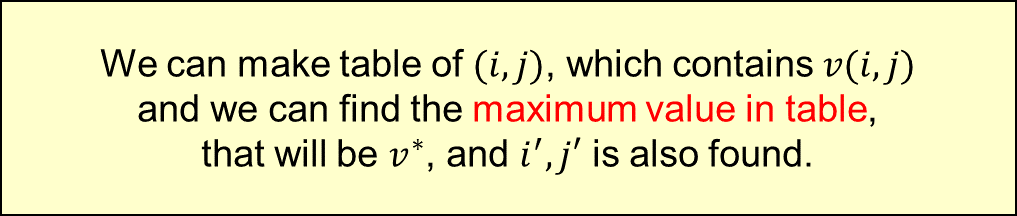 We can make table of (𝑖, 𝑗), which contains 𝑣(𝑖, 𝑗)
and we can find the maximum value in table,
that will be 𝑣*, and 𝑖′, 𝑗′ is also found.